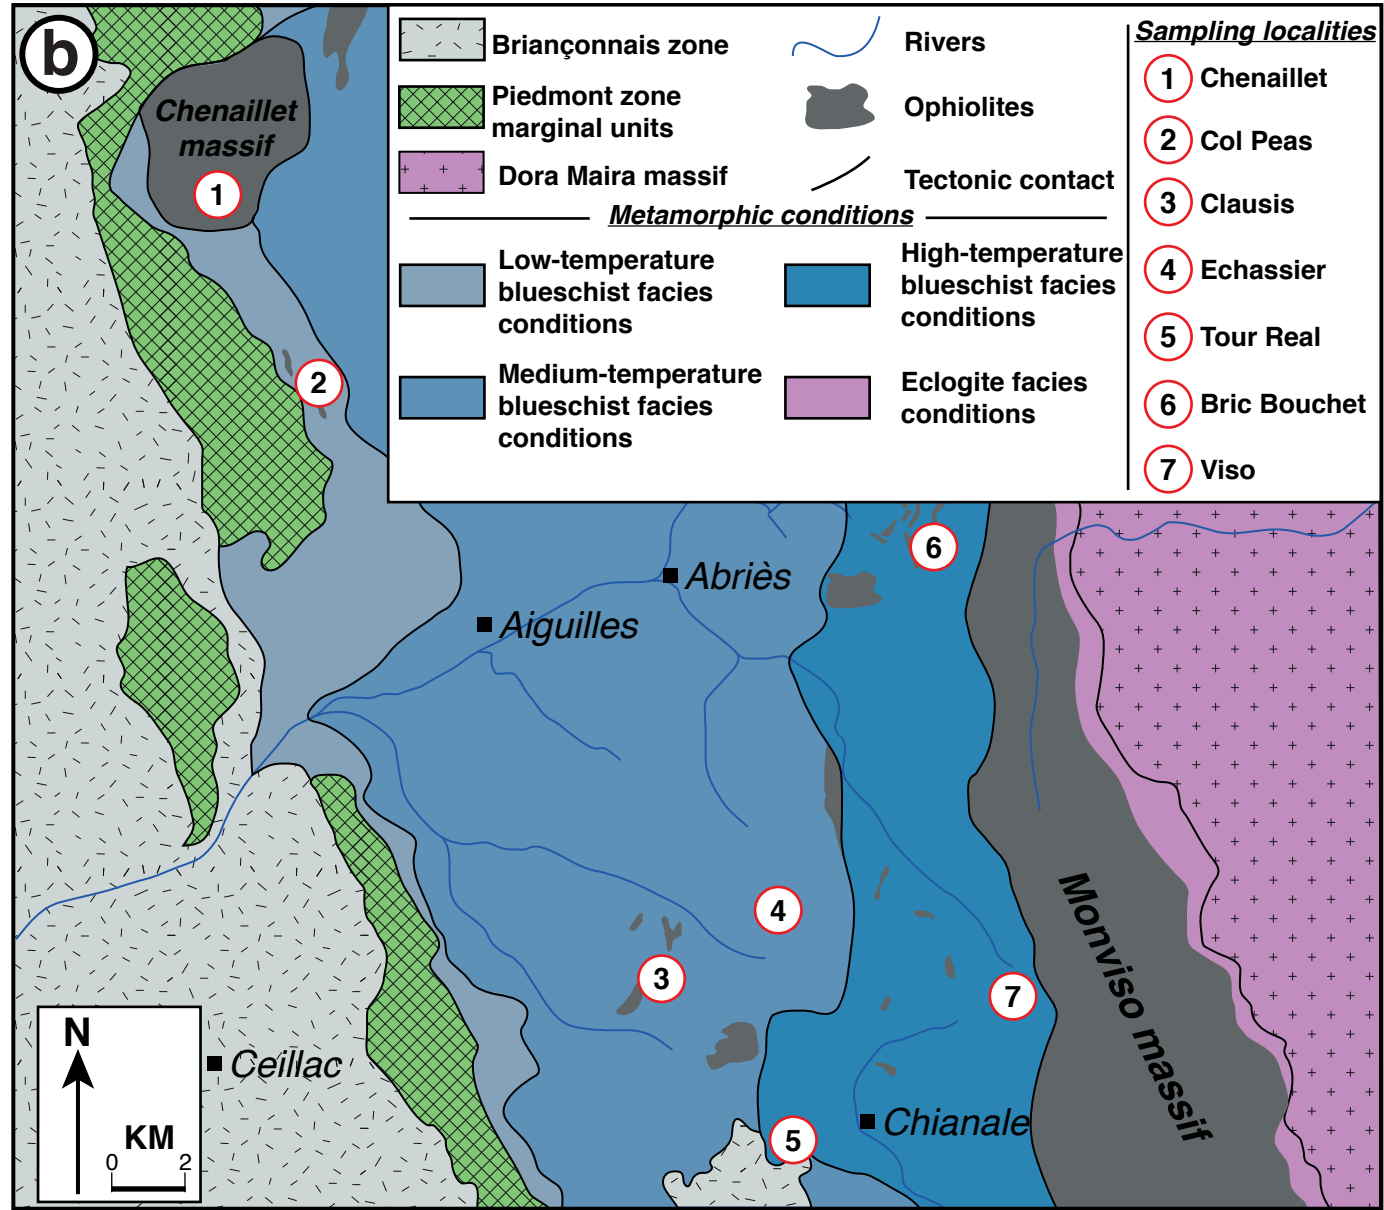 b
Briançonnais zone
Piedmont zone
marginal units
Dora Maira massif
Rivers
Ophiolites
Tectonic contact
Metamorphic conditions
Low-temperature
blueschist facies
conditions
Medium-temperature
blueschist facies
conditions
High-temperature
blueschist facies
conditions
Eclogite facies
conditions
Sampling localities
1 Chenaillet
2 Col Peas
3 Clausis
4 Echassier
5 Tour Real
6 Bric Bouchet
7 Viso
Chenaillet
massif
1
2
6
Abriès
Aiguilles
4
3
7
Monviso massif
N
KM
0 2
Ceillac
Chianale
5